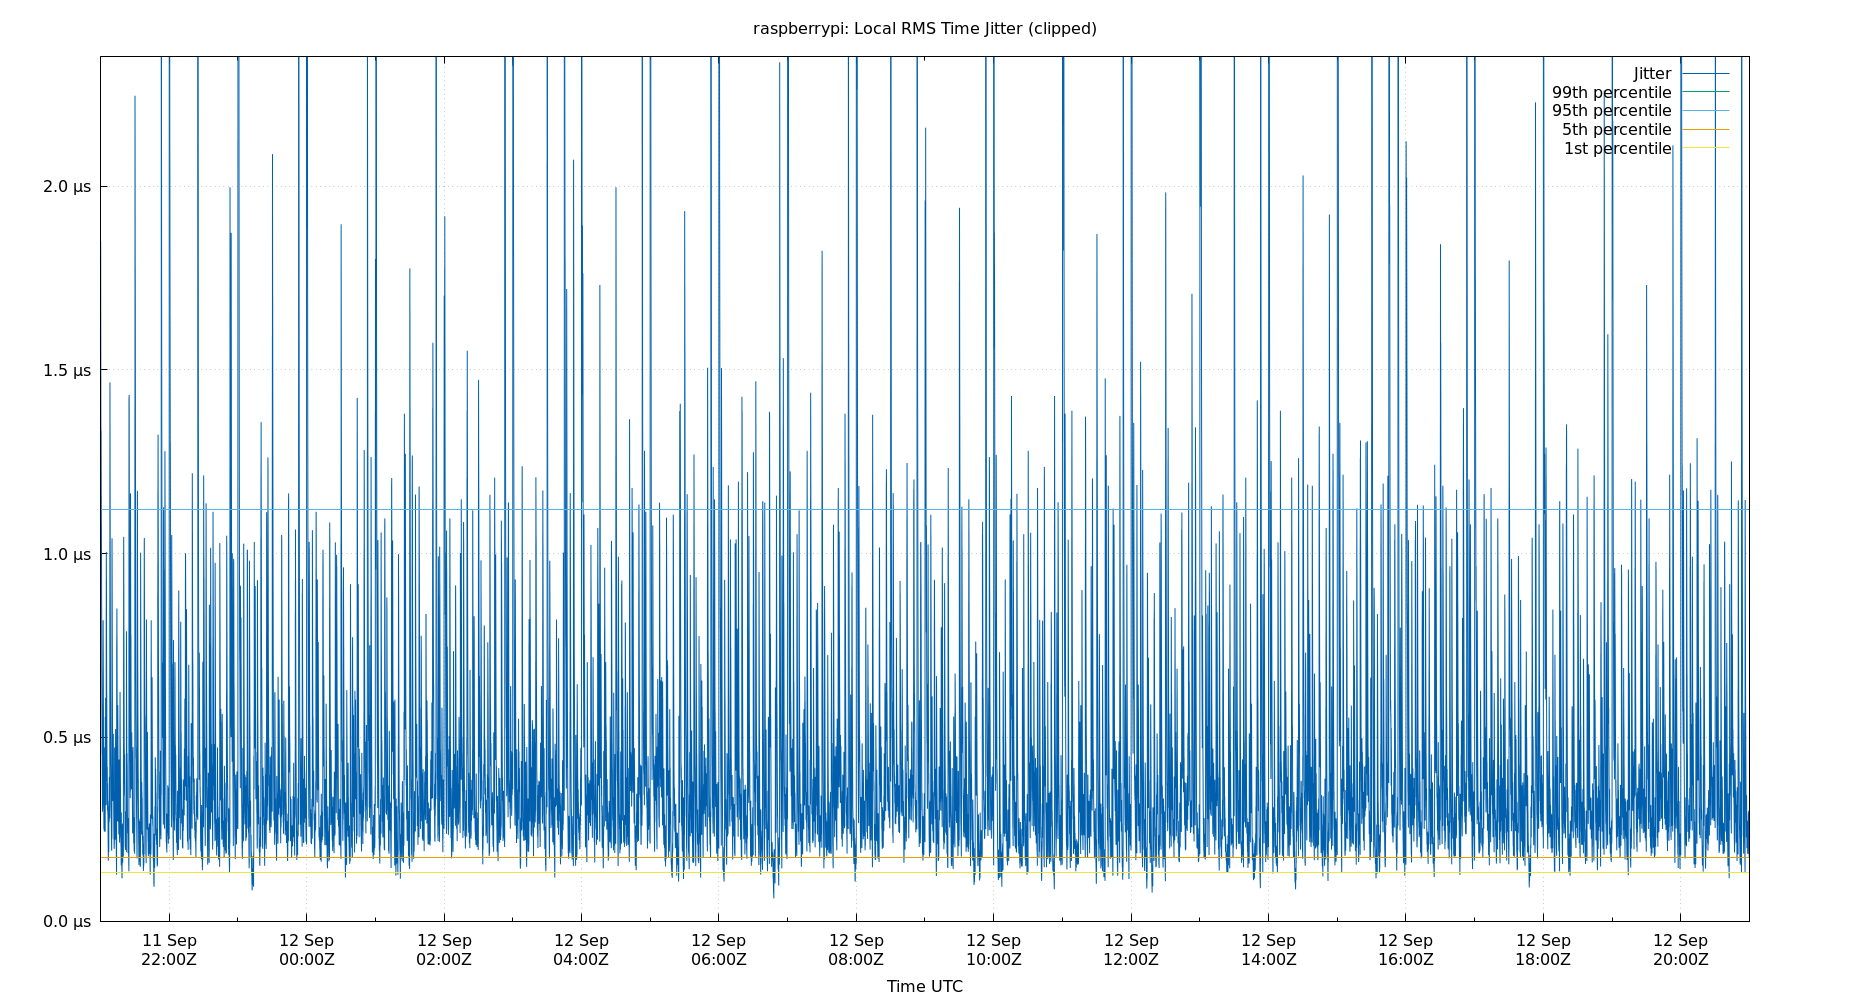 raspberrypi: Local RMS Time Jitter (clipped)
Jitter
99th percentile
95th percentile
5th percentile
1st percentile
2.0 µs
1.5 µs
1.0 µs
0.5 µs
0.0 µs
11 Sep 12 Sep 12 Sep 12 Sep 12 Sep 12 Sep 12 Sep 12 Sep 12 Sep 12 Sep 12 Sep 12 Sep
22:00Z 00:00Z 02:00Z 04:00Z 06:00Z 08:00Z 10:00Z 12:00Z 14:00Z 16:00Z 18:00Z 20:00Z
Time UTC